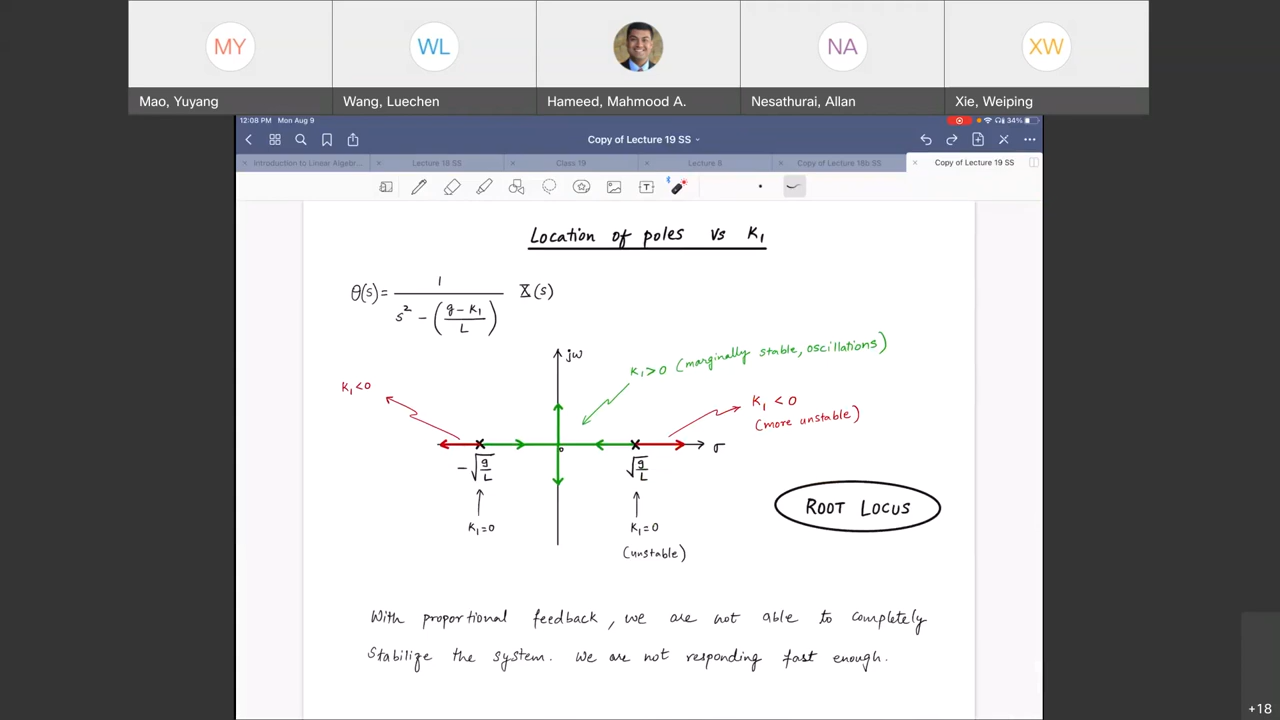 MY
WL
NA
XW
Mao, Yuyang
Wang, Luechen
Hameed, Mahmood A.
Nesathurai, Allan
Xie, Weiping
12:08 PM Mon Aug 9
34%
Copy of Lecture 19 SS
Introduction to Linear Algebr...
Lecture 18 SS
Class 19
Lecture 8
Copy of Lecture 18b SS
Copy of Lecture 19 SS
T
Location of poles vs K₁
θ(s) = 1 / (s² - ((g - K₁)/L)) X(s)
jω
K₁ > 0 (marginally stable, oscillations)
K₁ < 0
K₁ < 0
(more unstable)
0
σ
-√(g/L)
√(g/L)
ROOT LOCUS
K₁=0
K₁=0
(unstable)
With proportional feedback, we are not able to completely
Stabilize the system. We are not responding fast enough.
+18